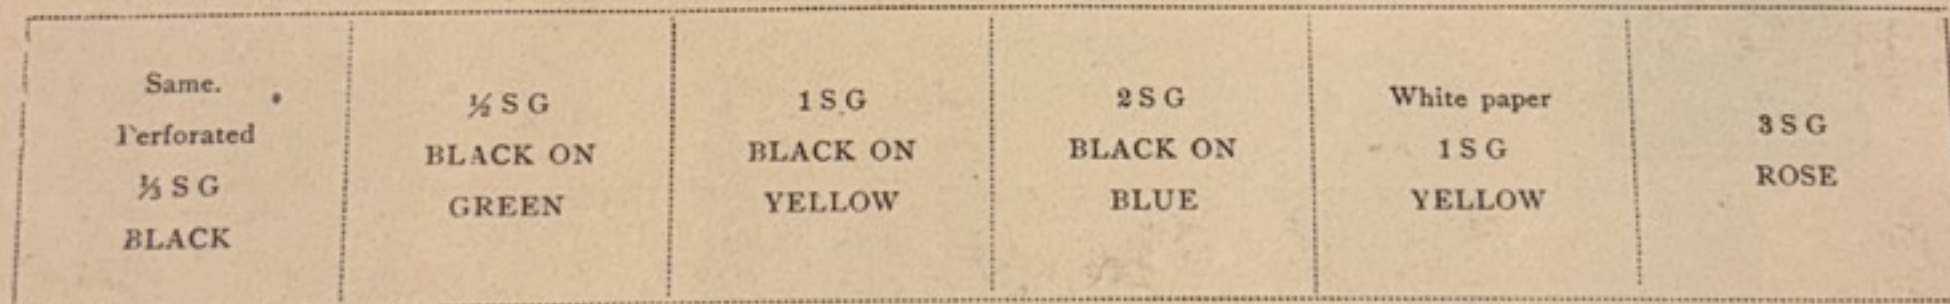 Same.
Perforated
⅓ S G
BLACK
½ S G
BLACK ON
GREEN
1 S G
BLACK ON
YELLOW
2 S G
BLACK ON
BLUE
White paper
1 S G
YELLOW
3 S G
ROSE